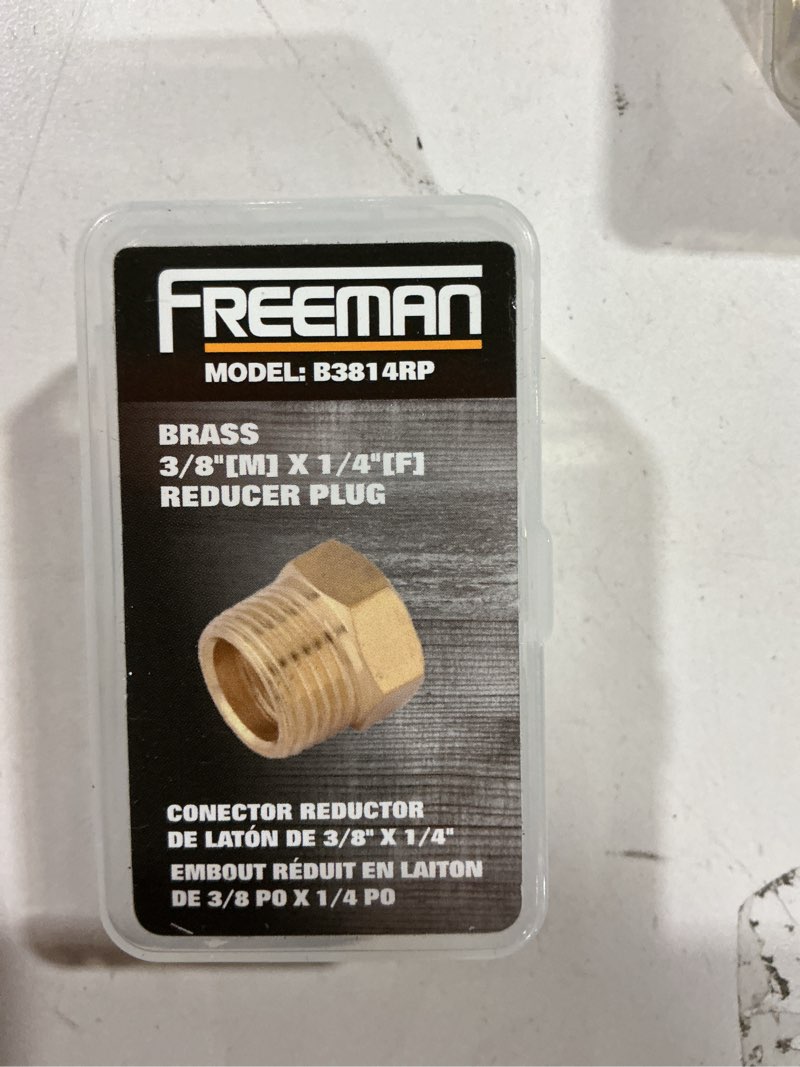 FREEMAN
MODEL: B3814RP
BRASS
3/8"[M] X 1/4"[F]
REDUCER PLUG
CONECTOR REDUCTOR
DE LATÓN DE 3/8" X 1/4"
EMBOUT RÉDUIT EN LAITON
DE 3/8 PO X 1/4 PO